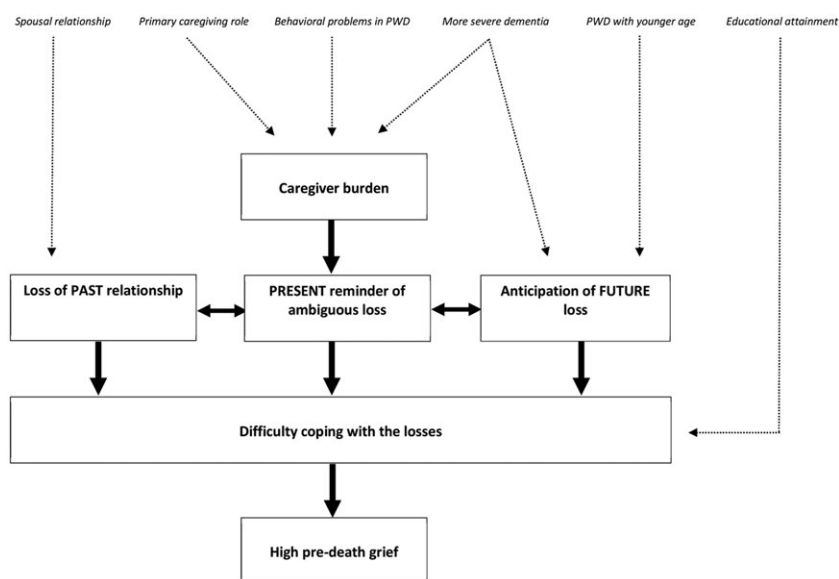 Spousal relationship
Primary caregiving role
Behavioral problems in PWD
More severe dementia
PWD with younger age
Educational attainment
Caregiver burden
Loss of PAST relationship
PRESENT reminder of
ambiguous loss
Anticipation of FUTURE
loss
Difficulty coping with the losses
High pre-death grief